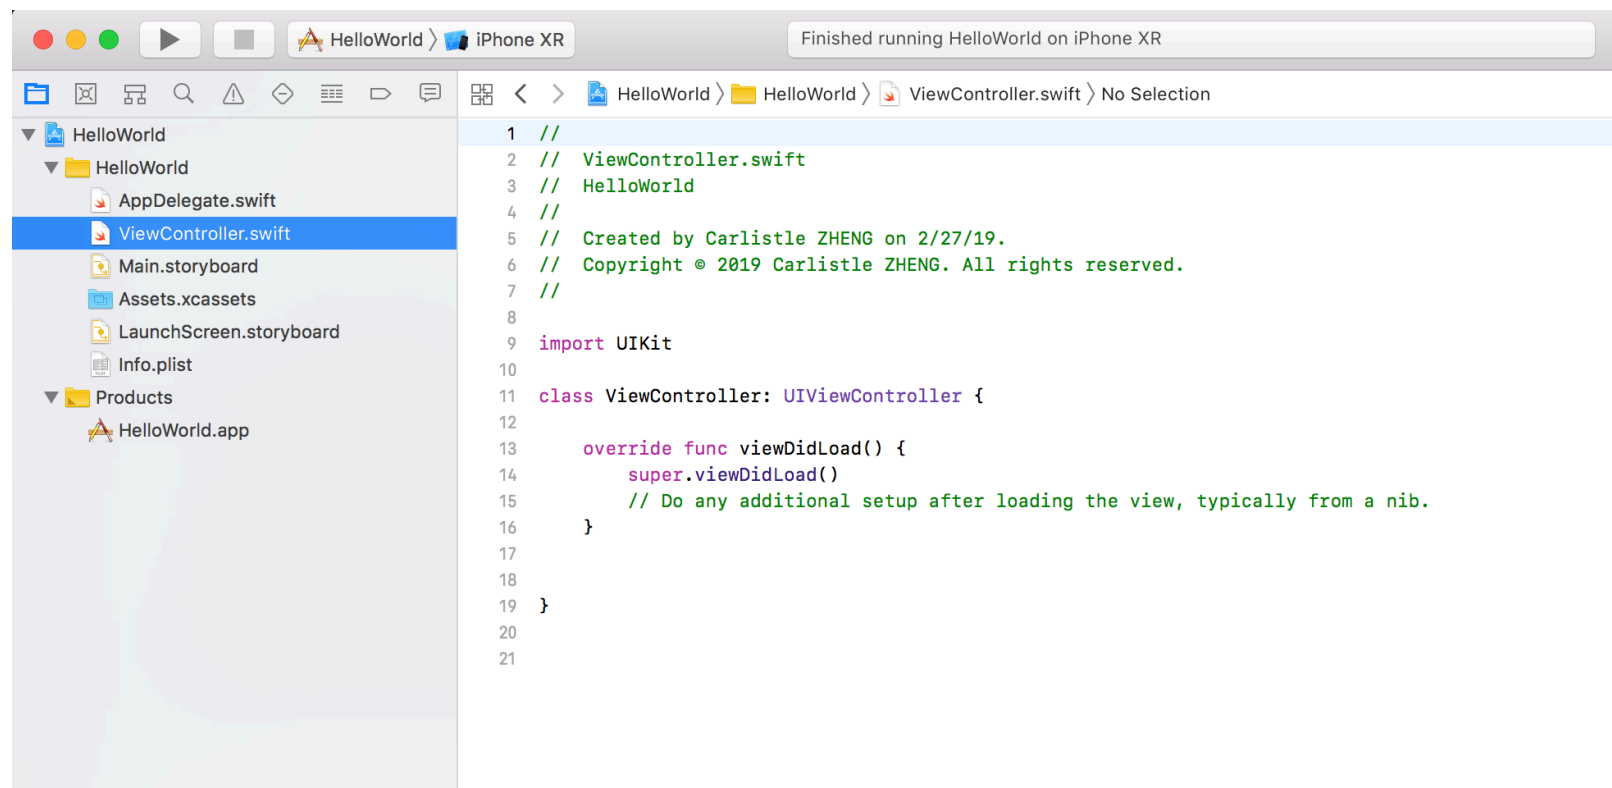 HelloWorld 〉 iPhone XR
Finished running HelloWorld on iPhone XR
HelloWorld 〉 HelloWorld 〉 ViewController.swift 〉 No Selection
HelloWorld
HelloWorld
AppDelegate.swift
ViewController.swift
Main.storyboard
Assets.xcassets
LaunchScreen.storyboard
Info.plist
Products
HelloWorld.app
1 //
2 //  ViewController.swift
3 //  HelloWorld
4 //
5 //  Created by Carlistle ZHENG on 2/27/19.
6 //  Copyright © 2019 Carlistle ZHENG. All rights reserved.
7 //
8
9 import UIKit
10
11 class ViewController: UIViewController {
12
13     override func viewDidLoad() {
14         super.viewDidLoad()
15         // Do any additional setup after loading the view, typically from a nib.
16     }
17
18
19 }
20
21